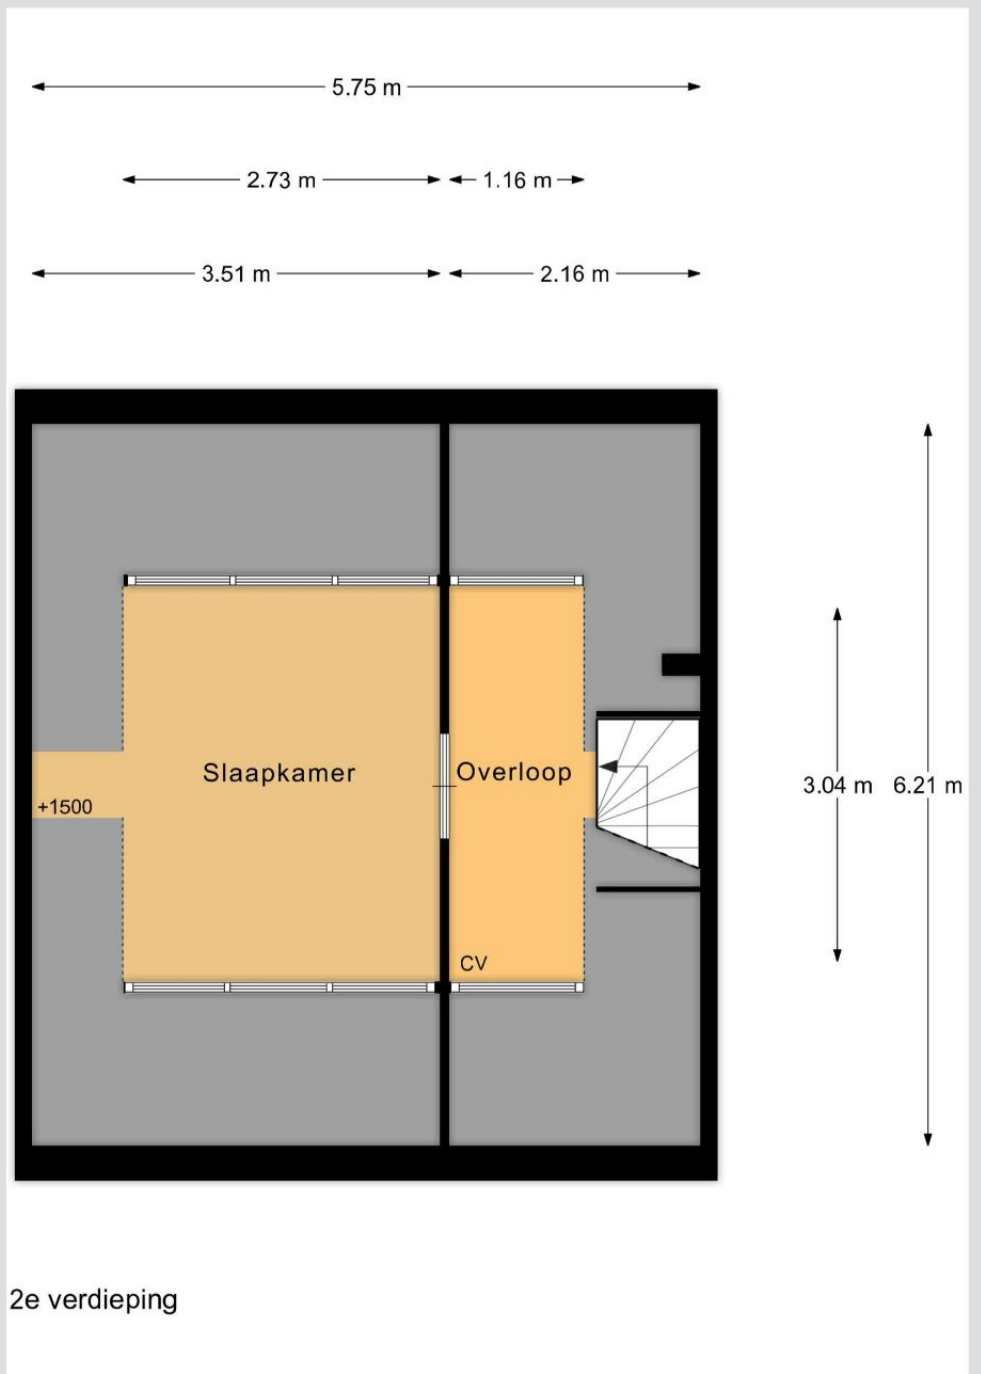 5.75 m
2.73 m
1.16 m
3.51 m
2.16 m
Slaapkamer
Overloop
+1500
3.04 m
6.21 m
CV
2e verdieping